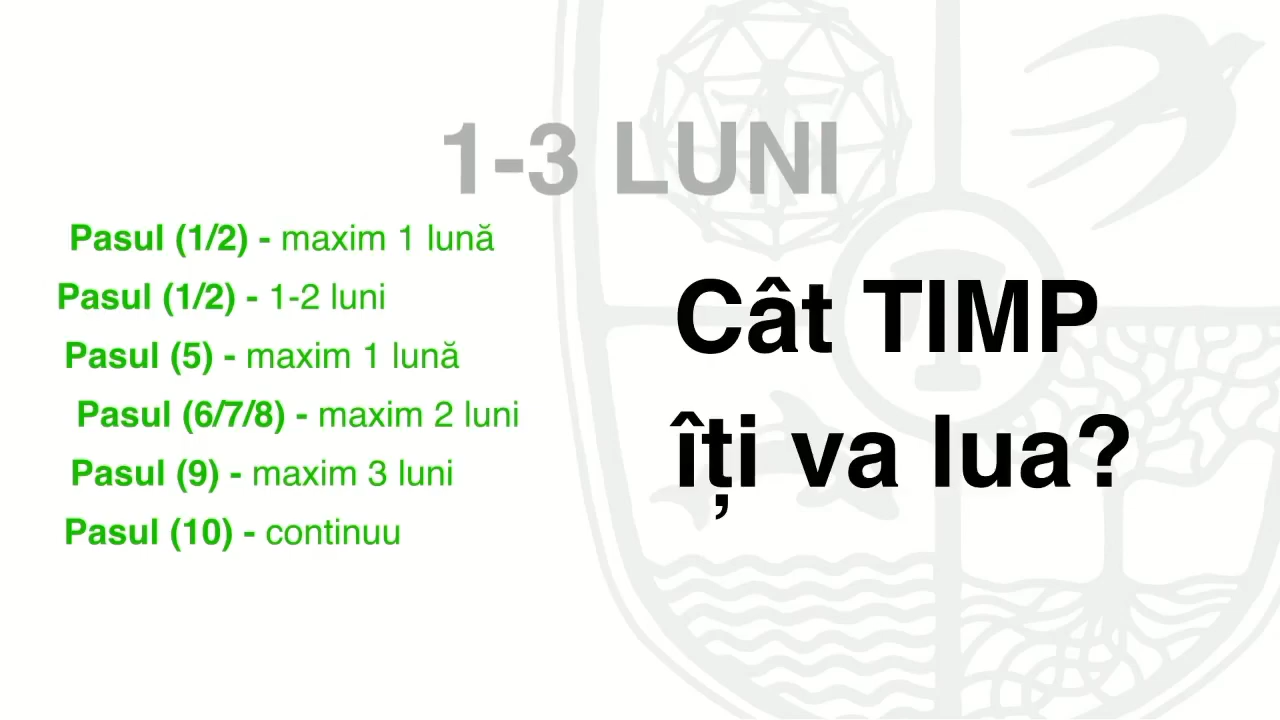 1-3 LUNI
Pasul (1/2) - maxim 1 lună
Pasul (1/2) - 1-2 luni
Pasul (5) - maxim 1 lună
Pasul (6/7/8) - maxim 2 luni
Pasul (9) - maxim 3 luni
Pasul (10) - continuu
Cât TIMP
îți va lua?